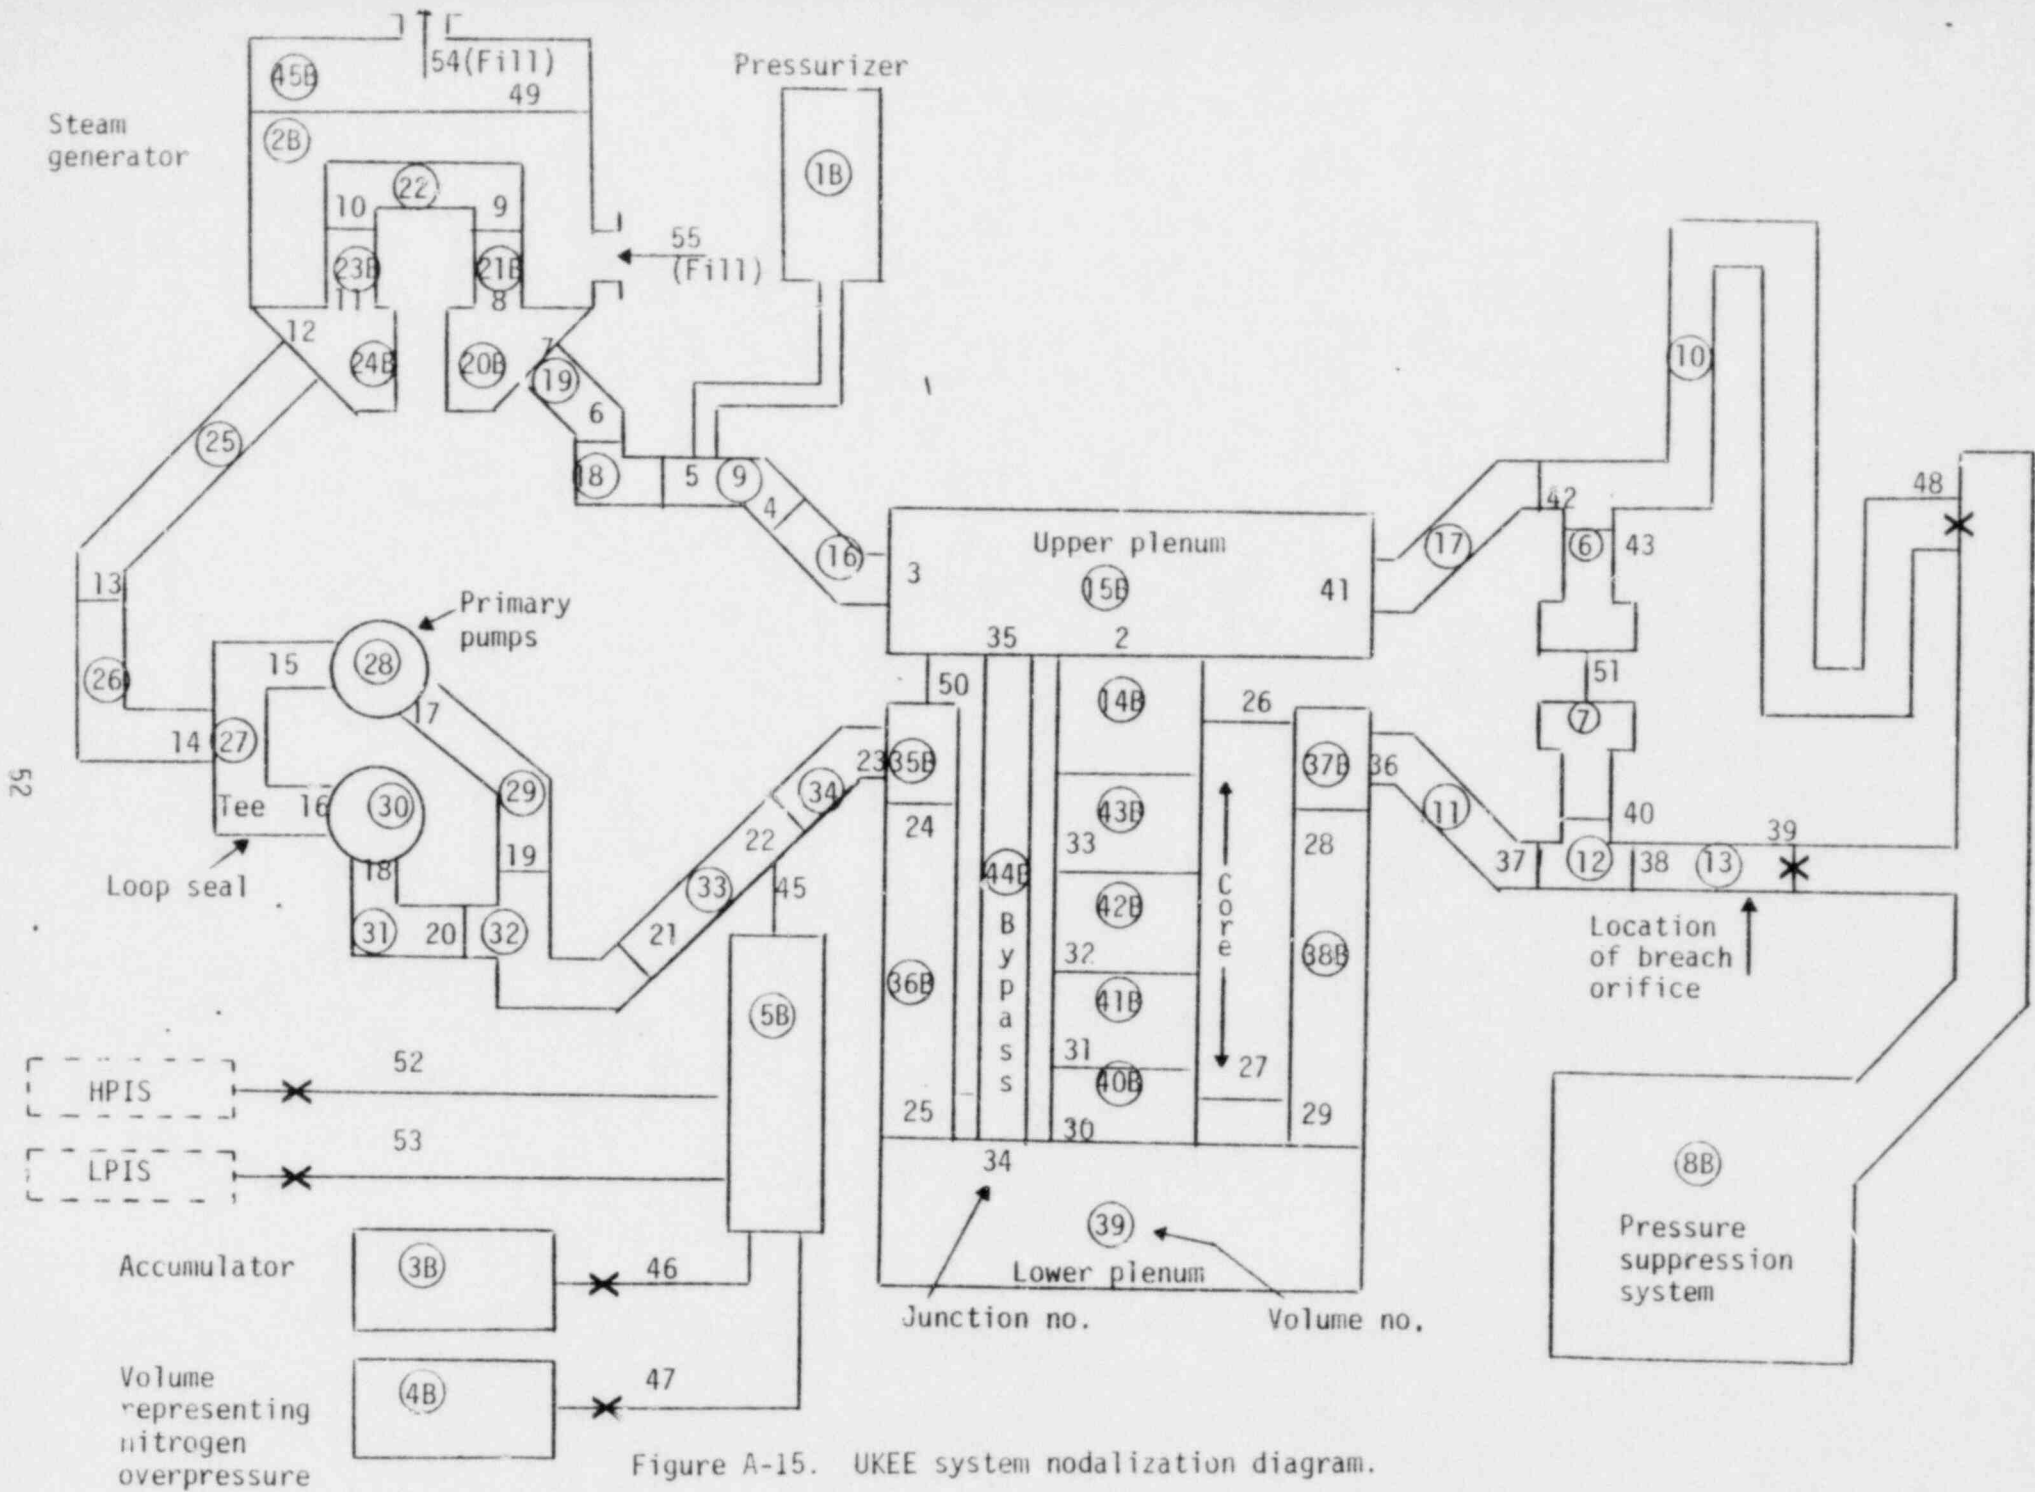 54(Fill)
45B
49
Steam
generator
2B
22
10
9
23B
21B
11
8
55
(Fill)
12
24B
20B
7
19
6
25
18
5
9
4
16
Pressurizer
1B
13
26
14
27
15
28
Primary
pumps
17
Tee
16
30
Loop seal
18
29
19
31
20
32
21
33
22
34
23
45
5B
HPIS
52
LPIS
53
Accumulator
3B
46
Volume
representing
nitrogen
overpressure
4B
47
Upper plenum
15B
3
41
35
2
50
35B
24
36B
25
44B
Bypass
14B
43B
33
42B
32
41B
31
40B
30
Core
26
27
37B
28
38B
29
34
39
Lower plenum
Junction no.
Volume no.
17
42
6
43
10
48
51
7
36
11
37
12
40
38
13
39
Location
of breach
orifice
8B
Pressure
suppression
system
52
Figure A-15. UKEE system nodalization diagram.